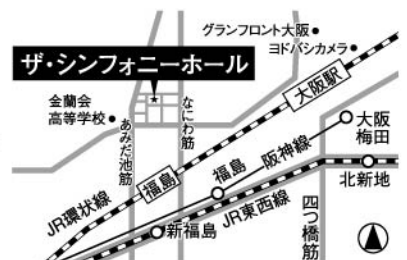 グランフロント大阪
ヨドバシカメラ
ザ・シンフォニーホール
大阪駅
金蘭会
高等学校
なにわ筋
あみだ池筋
大阪
梅田
阪神線
福島
福島
北新地
JR環状線
JR東西線
新福島
四つ橋筋